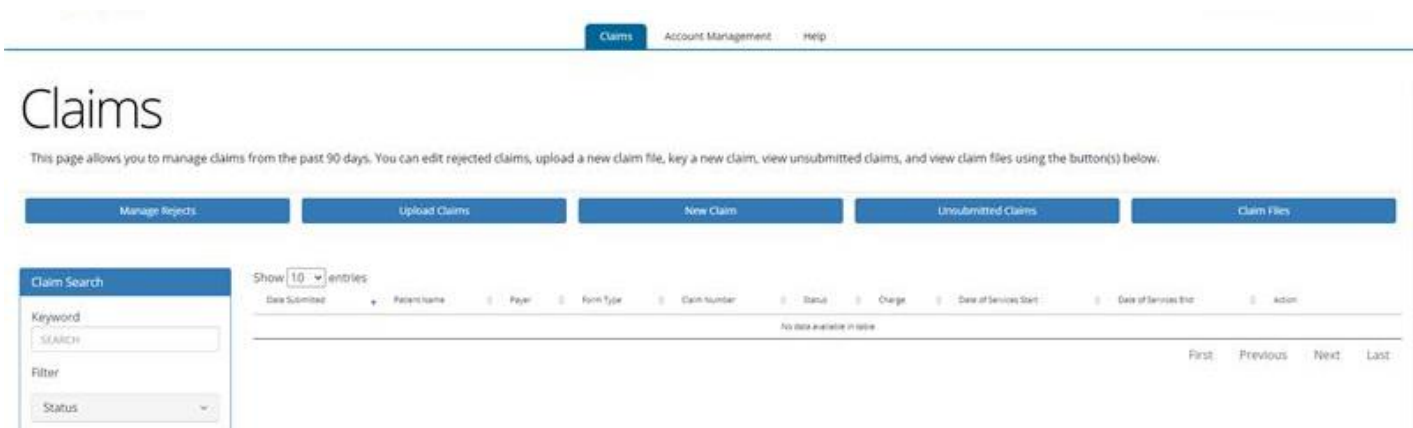 Claims Account Management Help
Claims
This page allows you to manage claims from the past 90 days. You can edit rejected claims, upload a new claim file, key a new claim, view unsubmitted claims, and view claim files using the button(s) below.
Manage Rejects Upload Claims New Claim Unsubmitted Claims Claim Files
Claim Search
Keyword
SEARCH
Filter
Status
Show 10 entries
Date Submitted Patient Name Payer Form Type Claim Number Status Charge Date of Services Start Date of Services End Action
No data available in table
First Previous Next Last